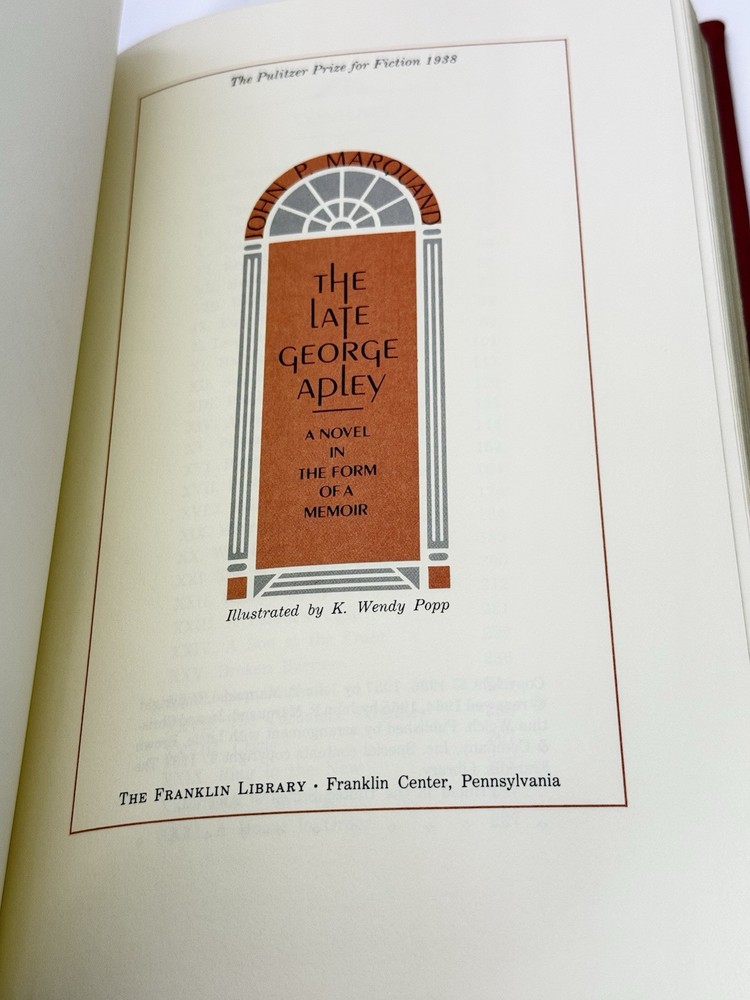 The Pulitzer Prize for Fiction 1938
JOHN P. MARQUAND
THE
LATE
GEORGE
APLEY
A NOVEL
IN
THE FORM
OF A
MEMOIR
Illustrated by K. Wendy Popp
THE FRANKLIN LIBRARY · Franklin Center, Pennsylvania